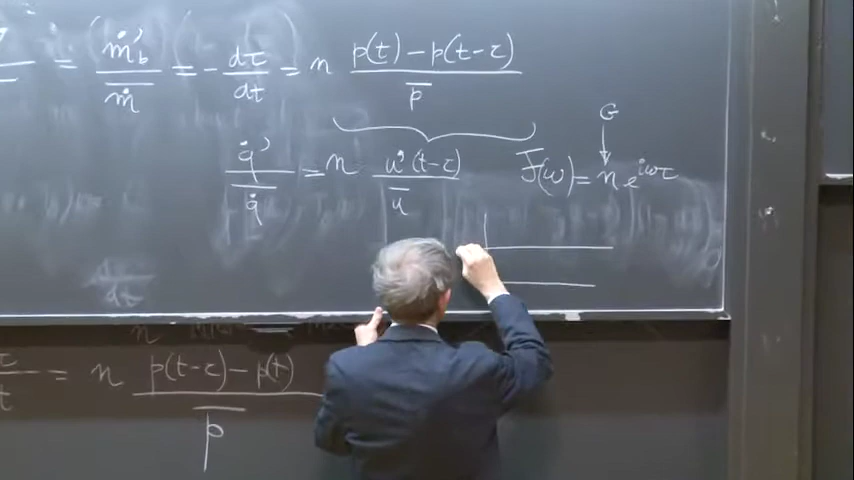 = ṁ'_b / ṁ = - dτ / dt = n (p(t) - p(t-τ)) / p̄
G
q̇' / q̇̄ = n u'(t-τ) / ū F(ω) = n e^{iωτ}
= n (p(t-τ) - p(t)) / p̄